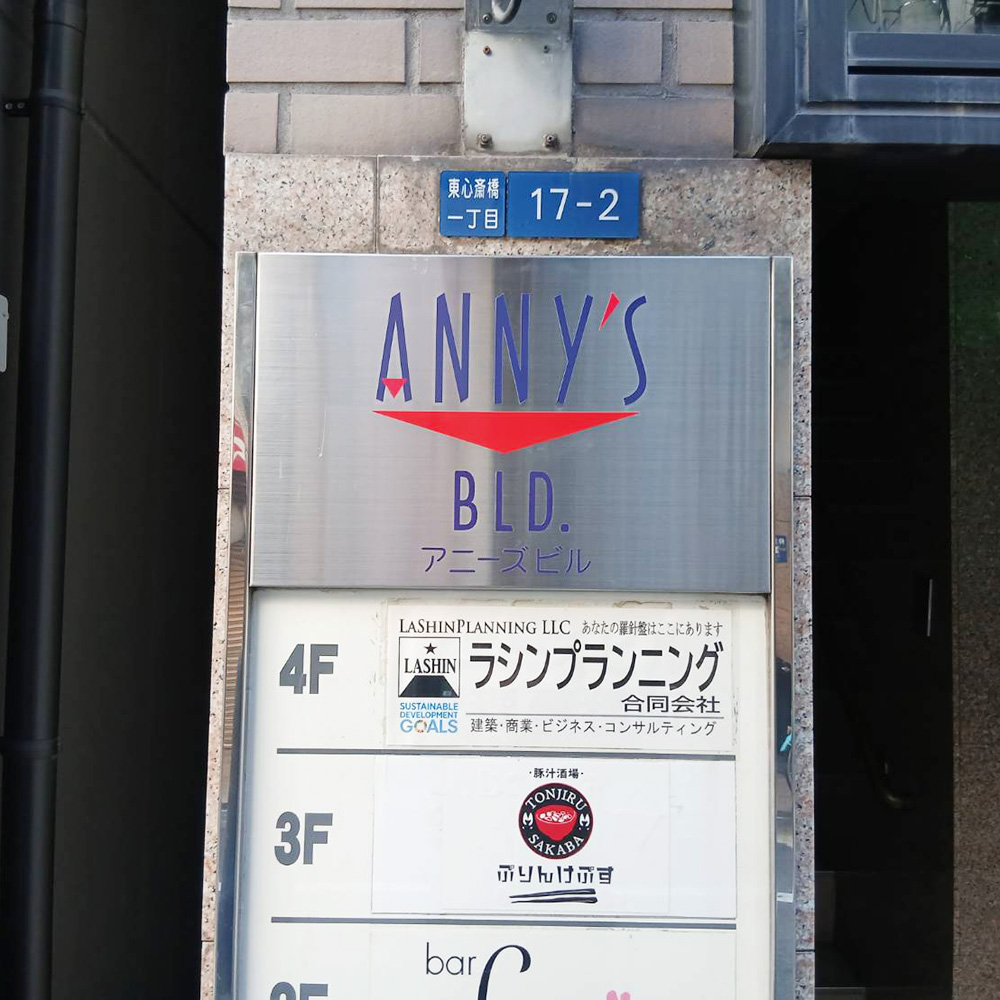 東心斎橋
一丁目
17-2
ANNY'S
BLD.
アニーズビル
4F
LASHINPLANNING LLC あなたの羅針盤はここにあります
LASHIN
ラシンプランニング
合同会社
SUSTAINABLE
DEVELOPMENT
GOALS
建築・商業・ビジネス・コンサルティング
3F
・豚汁酒場・
TONJIRU
SAKABA
ぷりんけぷす
bar